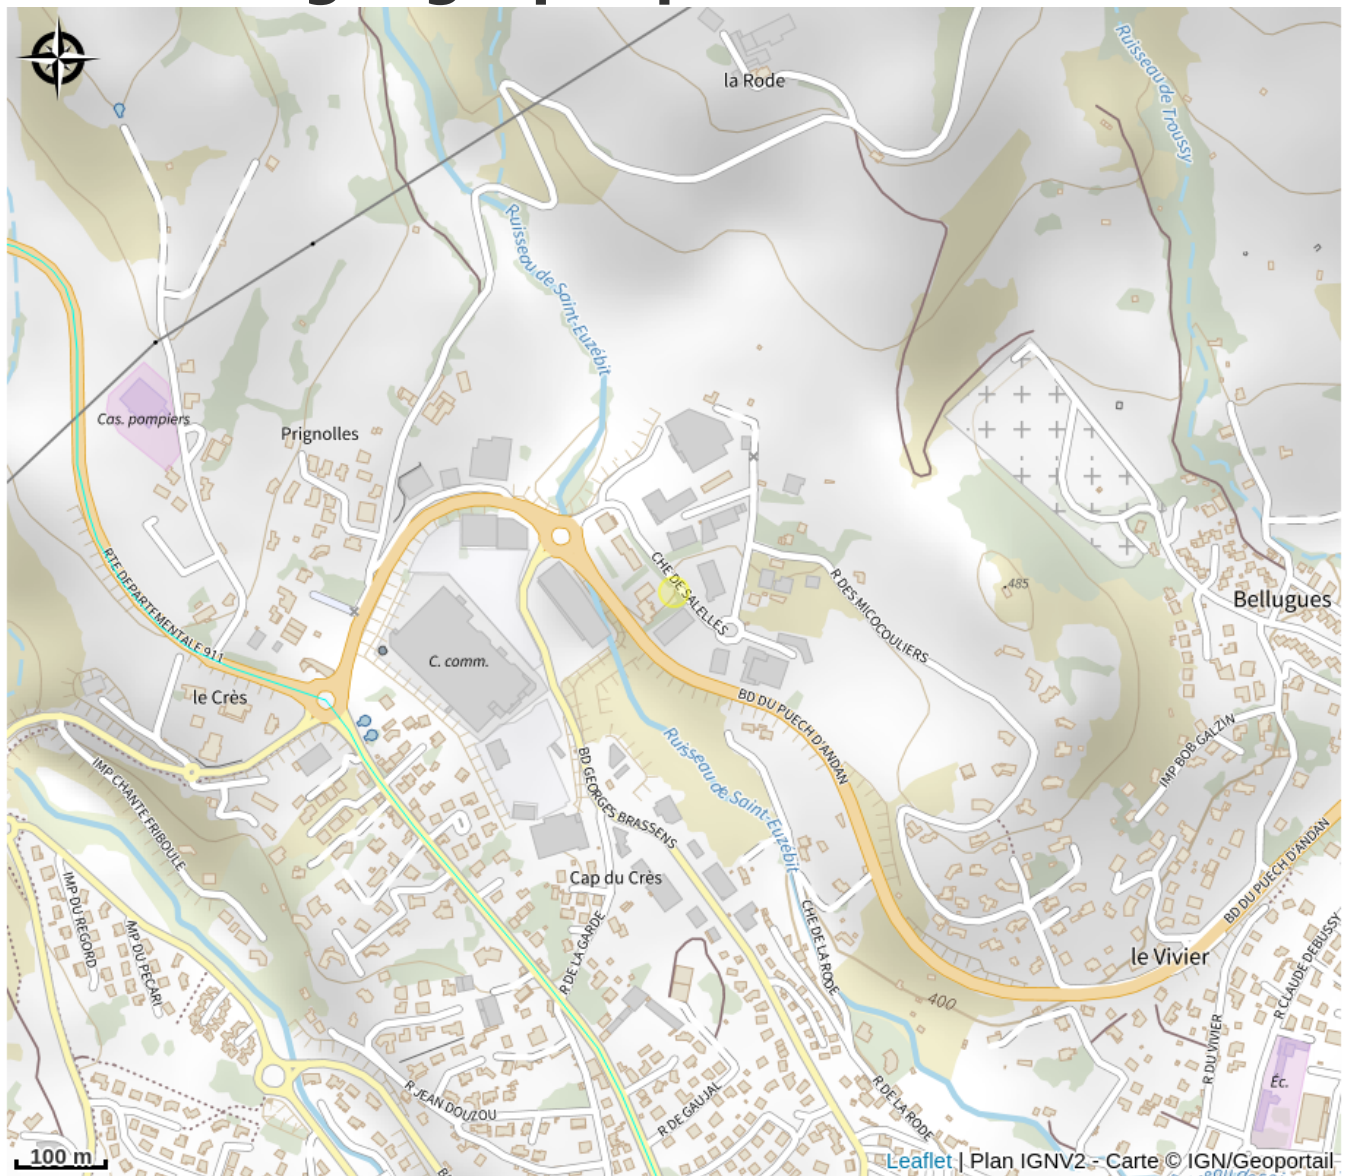 la Rode
Ruisseau de Troussy
Ruisseau de Saint-Euzébit
Cas. pompiers
Prignolles
CHE DE SALELLES
R DES MICOCOULIERS
485
Bellugues
RTE DEPARTEMENTALE 911
C. comm.
le Crès
BD DU PUECH D'ANDAN
IMP BOB GALZIN
Ruisseau de Saint-Euzébit
IMP CHANTE FRIBOULE
BD GEORGES BRASSENS
Cap du Crès
BD DU PUECH D'ANDAN
IMP DU REGORD
IMP DU PECARI
R DE LA GARDE
CHE DE LA RODE
le Vivier
R CLAUDE DEBUSSY
400
R DU VIVIER
Éc.
R JEAN DOUZOU
R DE GAUJAL
R DE LA RODE
100 m
Leaflet | Plan IGNV2 - Carte © IGN/Geoportail